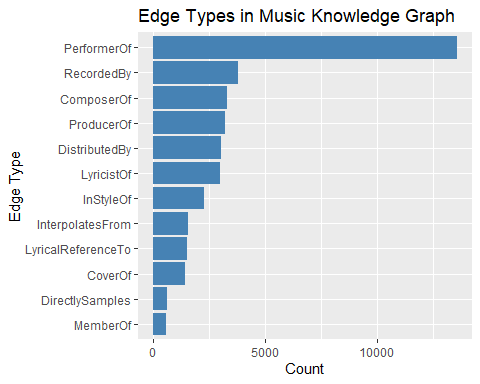 Edge Types in Music Knowledge Graph
PerformerOf
RecordedBy
ComposerOf
ProducerOf
DistributedBy
LyricistOf
InStyleOf
InterpolatesFrom
LyricalReferenceTo
CoverOf
DirectlySamples
MemberOf
Edge Type
0 5000 10000
Count